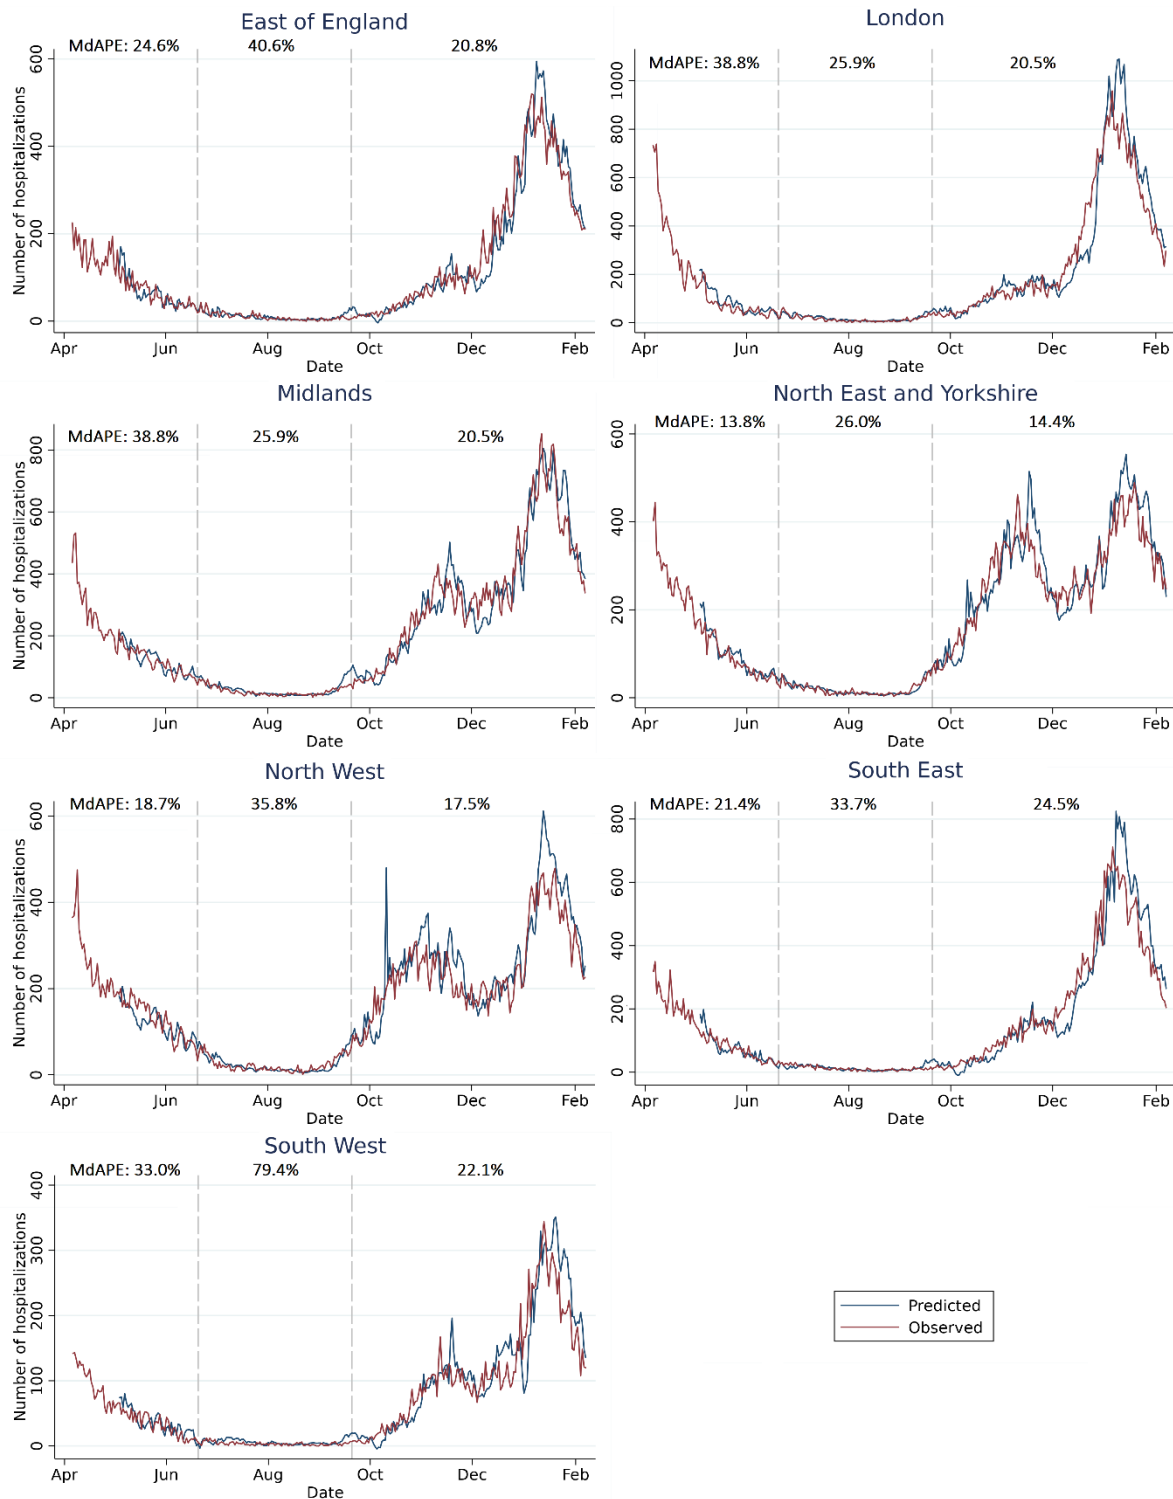 East of England
MdAPE: 24.6% 40.6% 20.8%
Number of hospitalizations
600
400
200
0
Apr Jun Aug Oct Dec Feb
Date
London
MdAPE: 38.8% 25.9% 20.5%
1000
800
600
400
200
0
Apr Jun Aug Oct Dec Feb
Date
Midlands
MdAPE: 38.8% 25.9% 20.5%
Number of hospitalizations
800
600
400
200
0
Apr Jun Aug Oct Dec Feb
Date
North East and Yorkshire
MdAPE: 13.8% 26.0% 14.4%
600
400
200
0
Apr Jun Aug Oct Dec Feb
Date
North West
MdAPE: 18.7% 35.8% 17.5%
Number of hospitalizations
600
400
200
0
Apr Jun Aug Oct Dec Feb
Date
South East
MdAPE: 21.4% 33.7% 24.5%
800
600
400
200
0
Apr Jun Aug Oct Dec Feb
Date
South West
MdAPE: 33.0% 79.4% 22.1%
Number of hospitalizations
400
300
200
100
0
Apr Jun Aug Oct Dec Feb
Date
Predicted
Observed